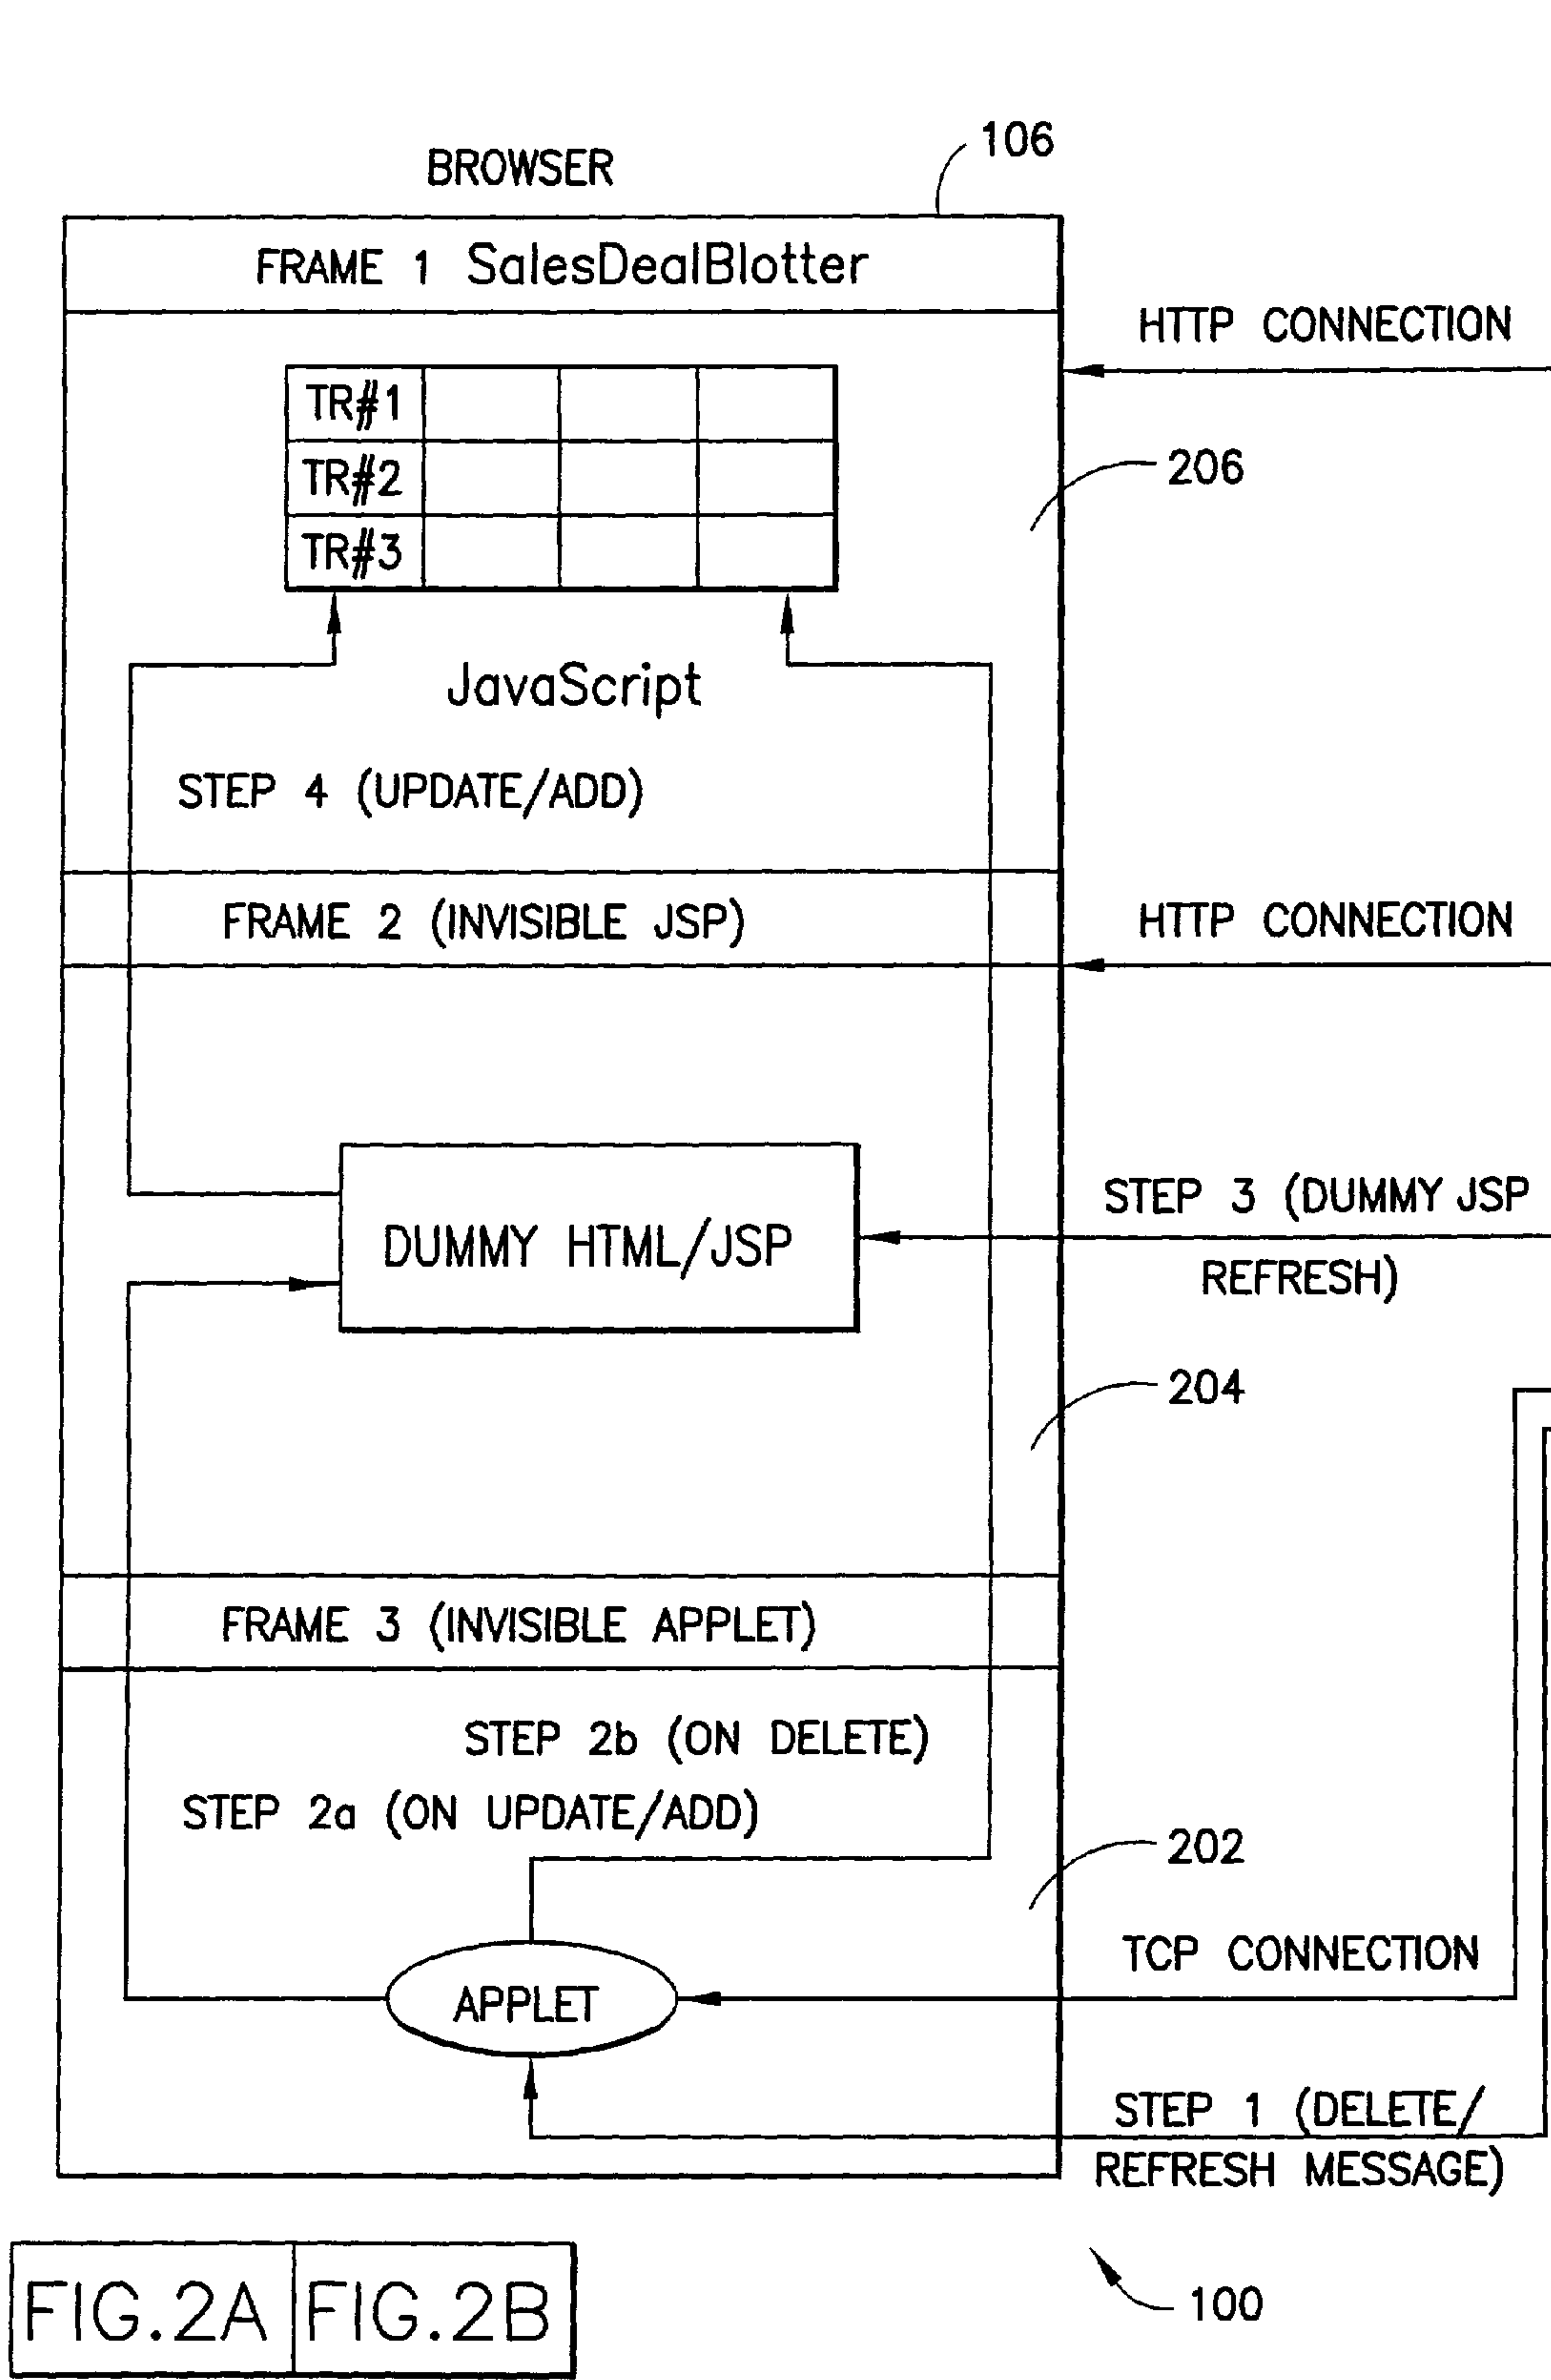 106
BROWSER
FRAME 1 SalesDealBlotter
HTTP CONNECTION
TR#1
TR#2
TR#3
206
JavaScript
STEP 4 (UPDATE/ADD)
FRAME 2 (INVISIBLE JSP)
HTTP CONNECTION
STEP 3 (DUMMY JSP
REFRESH)
DUMMY HTML/JSP
204
FRAME 3 (INVISIBLE APPLET)
STEP 2b (ON DELETE)
STEP 2a (ON UPDATE/ADD)
202
TCP CONNECTION
APPLET
STEP 1 (DELETE/
REFRESH MESSAGE)
100
FIG.2A FIG.2B